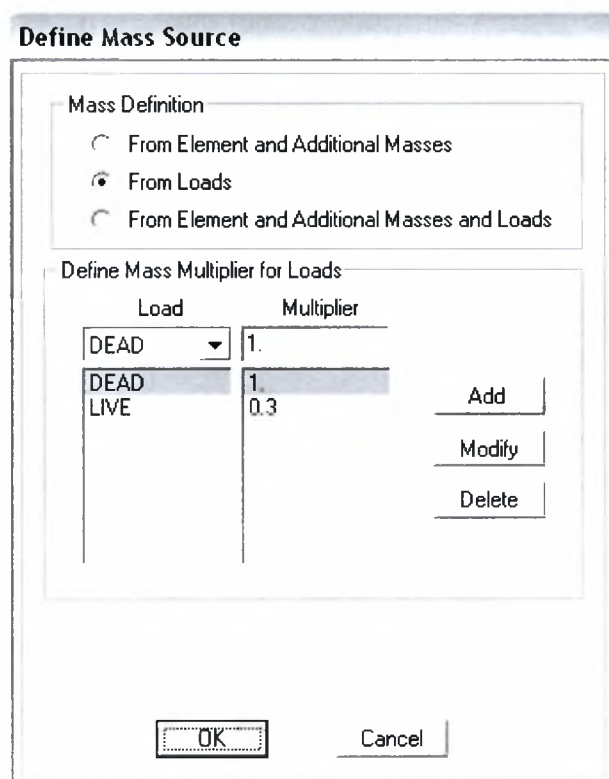 Define Mass Source
Mass Definition
From Element and Additional Masses
From Loads
From Element and Additional Masses and Loads
Define Mass Multiplier for Loads
Load Multiplier
DEAD 1.
DEAD 1.
LIVE 0.3
Add
Modify
Delete
OK Cancel